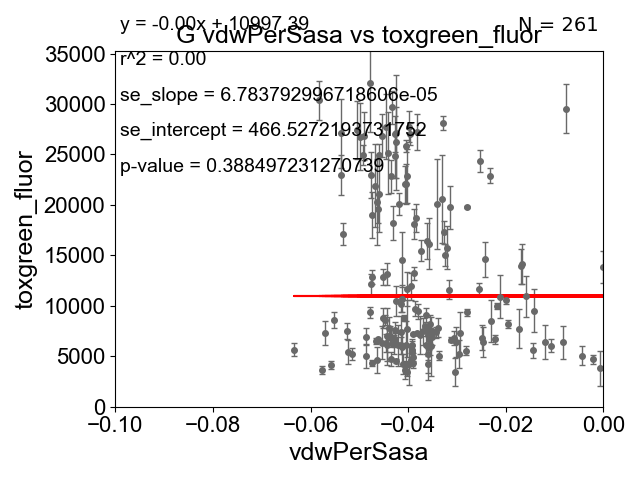 y = -0.00x + 10997.39
N = 261
G vdwPerSasa vs toxgreen_fluor
r^2 = 0.00
se_slope = 6.783792996718606e-05
se_intercept = 466.5272193731752
p-value = 0.388497231270739
toxgreen_fluor
35000
30000
25000
20000
15000
10000
5000
0
−0.10 −0.08 −0.06 −0.04 −0.02 0.00
vdwPerSasa